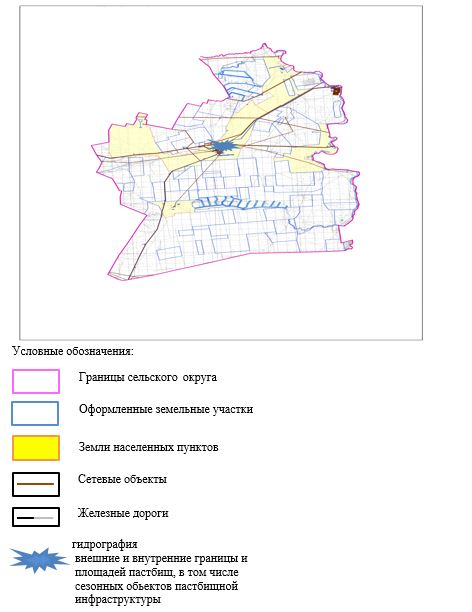 Условные обозначения:
Границы сельского округа
Оформленные земельные участки
Земли населенных пунктов
Сетевые объекты
Железные дороги
гидрография
внешние и внутренние границы и
площадей пастбищ, в том числе
сезонных обьектов пастбищной
инфраструктуры